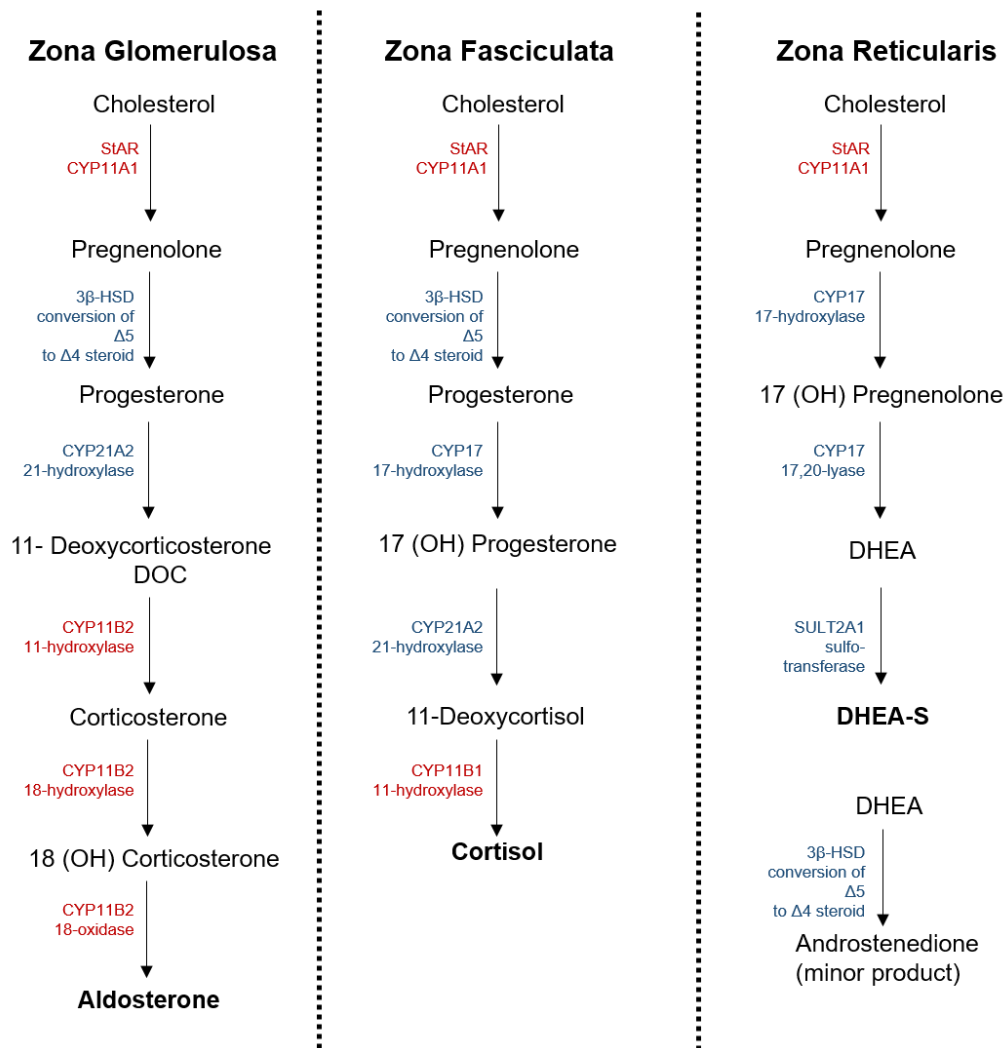 Zona Glomerulosa
Cholesterol
StAR
CYP11A1
Pregnenolone
3β-HSD
conversion of
Δ5
to Δ4 steroid
Progesterone
CYP21A2
21-hydroxylase
11- Deoxycorticosterone
DOC
CYP11B2
11-hydroxylase
Corticosterone
CYP11B2
18-hydroxylase
18 (OH) Corticosterone
CYP11B2
18-oxidase
Aldosterone
Zona Fasciculata
Cholesterol
StAR
CYP11A1
Pregnenolone
3β-HSD
conversion of
Δ5
to Δ4 steroid
Progesterone
CYP17
17-hydroxylase
17 (OH) Progesterone
CYP21A2
21-hydroxylase
11-Deoxycortisol
CYP11B1
11-hydroxylase
Cortisol
Zona Reticularis
Cholesterol
StAR
CYP11A1
Pregnenolone
CYP17
17-hydroxylase
17 (OH) Pregnenolone
CYP17
17,20-lyase
DHEA
SULT2A1
sulfo-
transferase
DHEA-S
DHEA
3β-HSD
conversion of
Δ5
to Δ4 steroid
Androstenedione
(minor product)